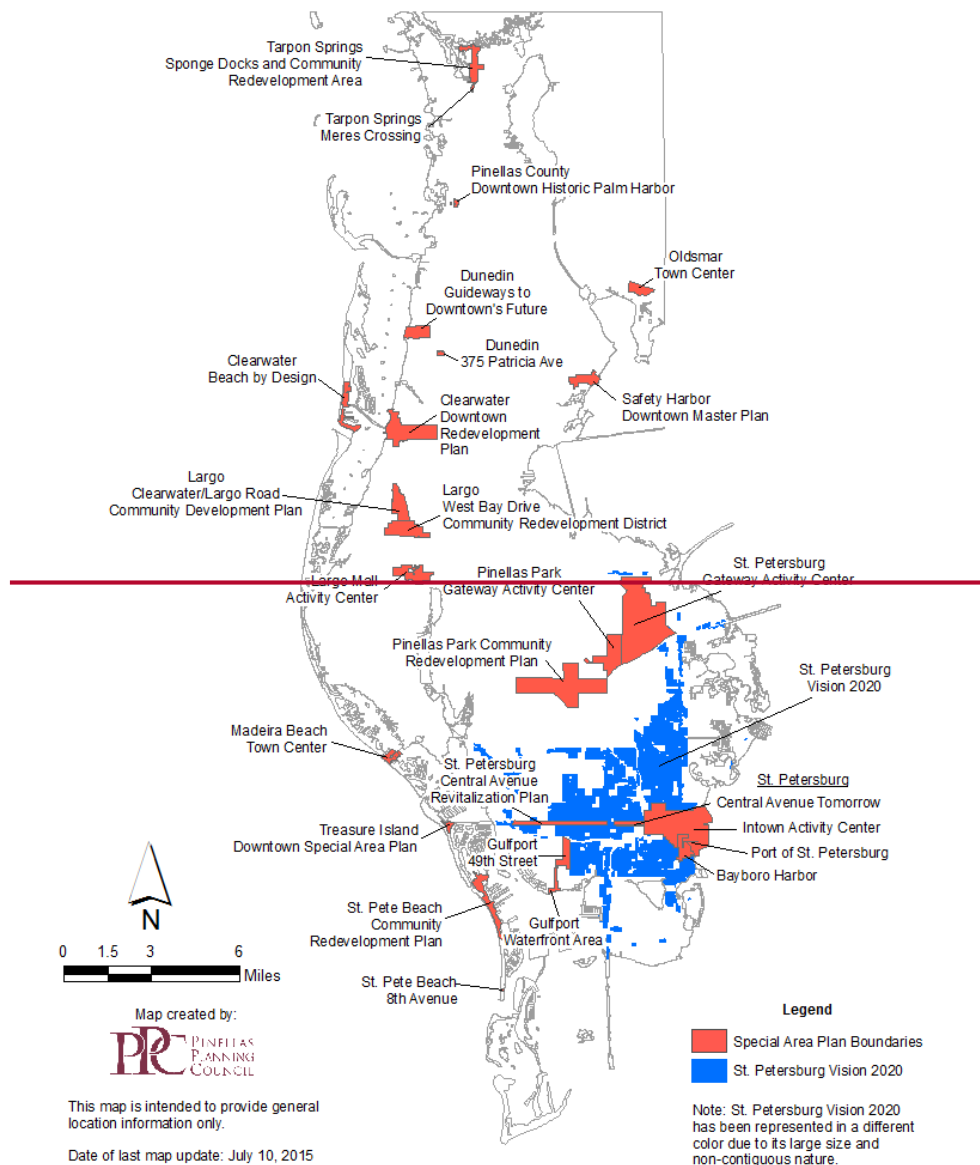 Tarpon Springs
Sponge Docks and Community
Redevelopment Area
Tarpon Springs
Meres Crossing
Pinellas County
Downtown Historic Palm Harbor
Oldsmar
Town Center
Dunedin
Guideways to
Downtown's Future
Dunedin
375 Patricia Ave
Clearwater
Beach by Design
Clearwater
Downtown
Redevelopment
Plan
Safety Harbor
Downtown Master Plan
Largo
Clearwater/Largo Road
Community Development Plan
Largo
West Bay Drive
Community Redevelopment District
Largo Mall
Activity Center
Pinellas Park
Gateway Activity Center
St. Petersburg
Gateway Activity Center
Pinellas Park Community
Redevelopment Plan
St. Petersburg
Vision 2020
Madeira Beach
Town Center
St. Petersburg
Central Avenue
Revitalization Plan
St. Petersburg
Central Avenue Tomorrow
Intown Activity Center
Port of St. Petersburg
Bayboro Harbor
Treasure Island
Downtown Special Area Plan
Gulfport
49th Street
St. Pete Beach
Community
Redevelopment Plan
Gulfport
Waterfront Area
St. Pete Beach
8th Avenue
N
0 1.5 3 6
Miles
Map created by:
PPC PINELLAS
PLANNING
COUNCIL
This map is intended to provide general
location information only.
Date of last map update: July 10, 2015
Legend
Special Area Plan Boundaries
St. Petersburg Vision 2020
Note: St. Petersburg Vision 2020
has been represented in a different
color due to its large size and
non-contiguous nature.